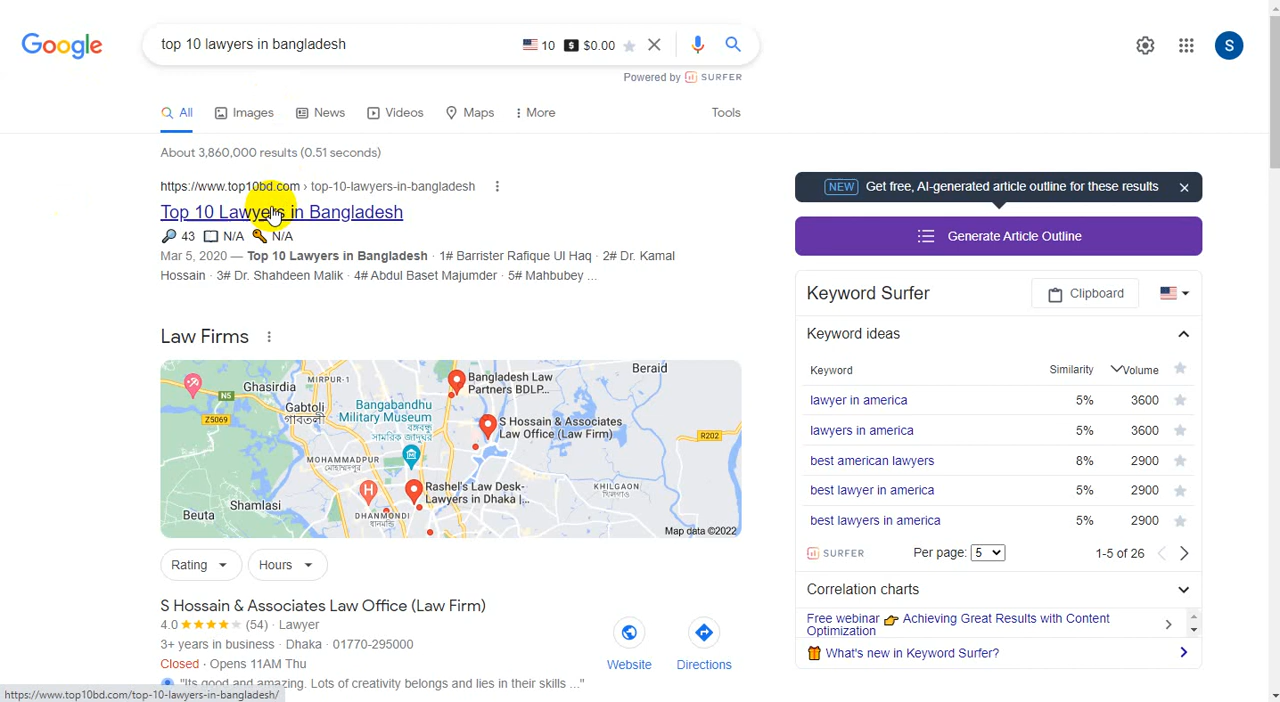 Google
top 10 lawyers in bangladesh
10 $ $0.00
Powered by SURFER
S
All Images News Videos Maps More Tools
About 3,860,000 results (0.51 seconds)
https://www.top10bd.com › top-10-lawyers-in-bangladesh
Top 10 Lawyers in Bangladesh
43 N/A N/A
Mar 5, 2020 — Top 10 Lawyers in Bangladesh · 1# Barrister Rafique Ul Haq · 2# Dr. Kamal
Hossain · 3# Dr. Shahdeen Malik · 4# Abdul Baset Majumder · 5# Mahbubey ...
Law Firms
Beraid
Ghasirdia
MIRPUR-1
N5
Bangladesh Law
Partners BDLP...
Gabtoli
গাবতলী
Z5069
Bangabandhu
Military Museum
সামরিক জাদুঘর
S Hossain & Associates
Law Office (Law Firm)
R202
MOHAMMADPUR
মোহাম্মদপুর
H
Rashel's Law Desk-
Lawyers in Dhaka |...
KHILGAON
খিলগাঁও
Shamlasi
Beuta
DHANMONDI
ধানমন্ডি
Map data ©2022
Rating Hours
S Hossain & Associates Law Office (Law Firm)
4.0 (54) · Lawyer
3+ years in business · Dhaka · 01770-295000
Closed · Opens 11AM Thu
"Its good and amazing. Lots of creativity belongs and lies in their skills ..."
Website Directions
https://www.top10bd.com/top-10-lawyers-in-bangladesh/
NEW Get free, AI-generated article outline for these results
Generate Article Outline
Keyword Surfer Clipboard
Keyword ideas
Keyword Similarity Volume
lawyer in america 5% 3600
lawyers in america 5% 3600
best american lawyers 8% 2900
best lawyer in america 5% 2900
best lawyers in america 5% 2900
SURFER Per page: 5 1-5 of 26
Correlation charts
Free webinar 👉 Achieving Great Results with Content
Optimization
What's new in Keyword Surfer?